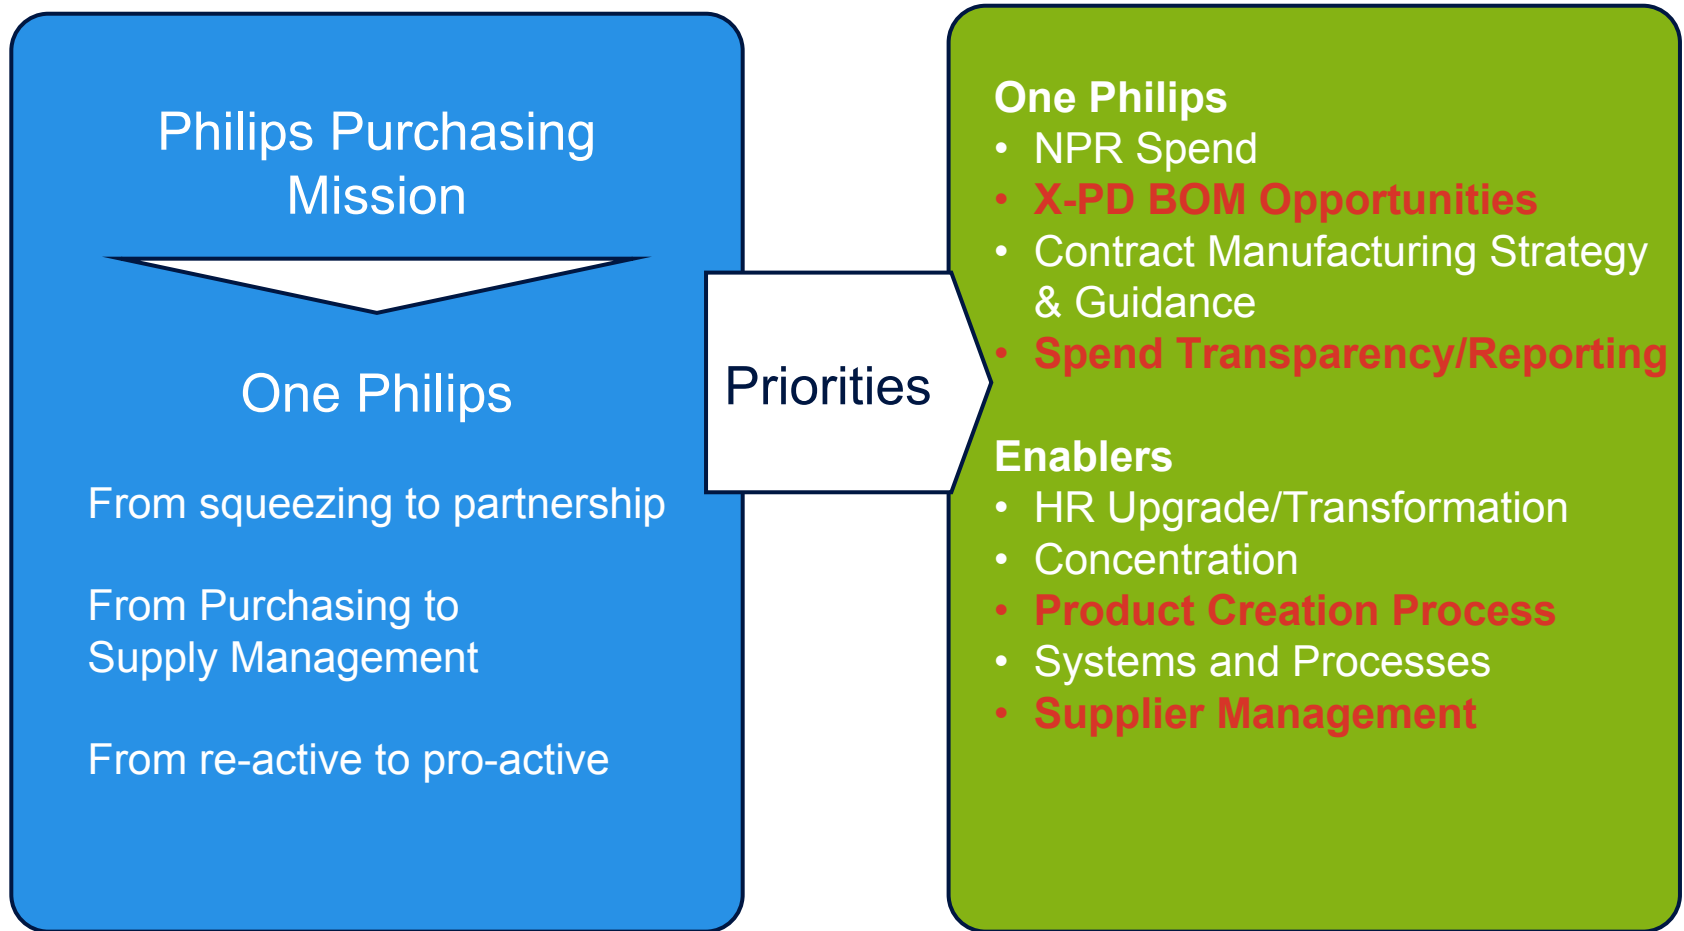 Philips Purchasing
Mission
One Philips
From squeezing to partnership
From Purchasing to
Supply Management
From re-active to pro-active
Priorities
One Philips
• NPR Spend
• X-PD BOM Opportunities
• Contract Manufacturing Strategy
& Guidance
• Spend Transparency/Reporting
Enablers
• HR Upgrade/Transformation
• Concentration
• Product Creation Process
• Systems and Processes
• Supplier Management